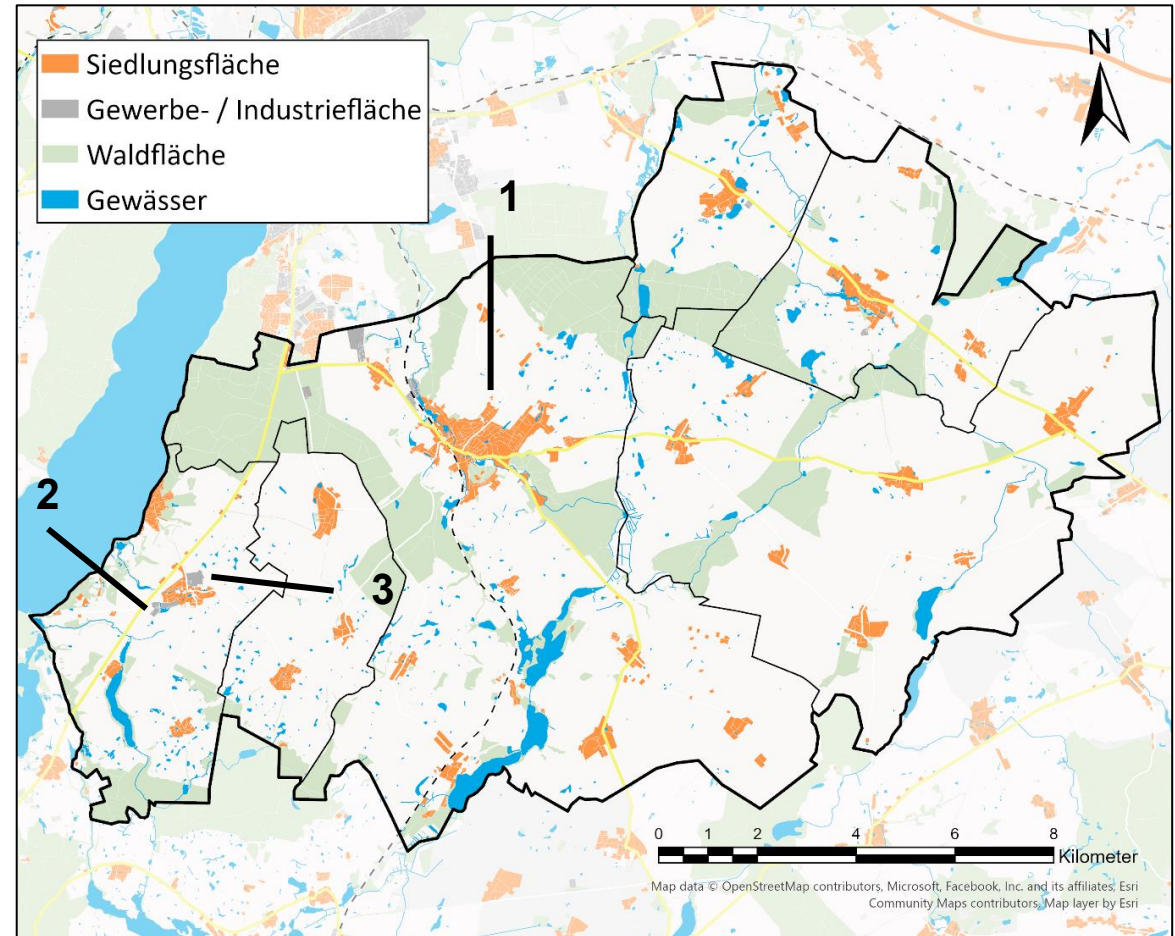 N
Siedlungsfläche
Gewerbe- / Industriefläche
Waldfläche
Gewässer
1
2
3
0 1 2 4 6 8
Kilometer
Map data © OpenStreetMap contributors, Microsoft, Facebook, Inc. and its affiliates, Esri
Community Maps contributors, Map layer by Esri